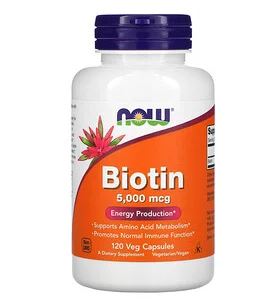 NOW
Biotin
5,000 mcg
Energy Production*
• Supports Amino Acid Metabolism*
• Promotes Normal Immune Function*
120 Veg Capsules
A Dietary Supplement Vegetarian/Vegan